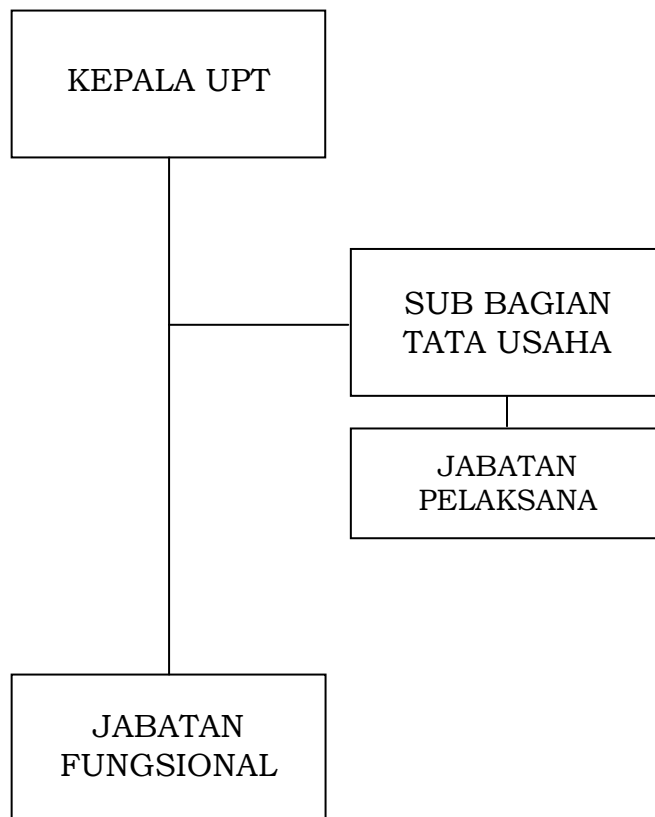 KEPALA UPT
SUB BAGIAN
TATA USAHA
JABATAN
PELAKSANA
JABATAN
FUNGSIONAL